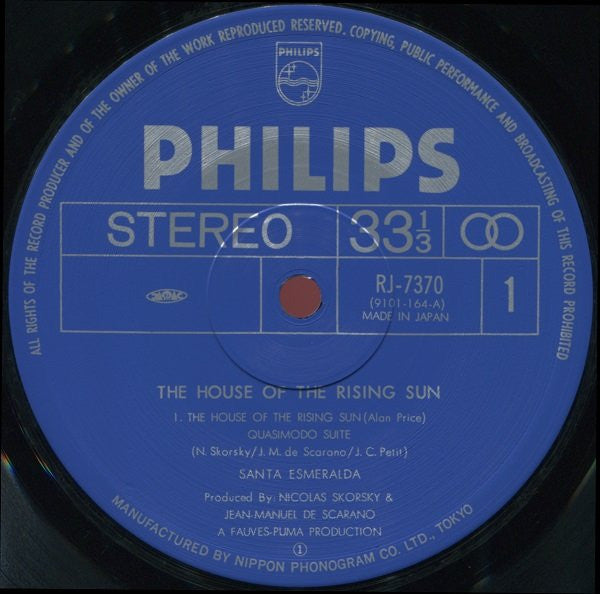 ALL RIGHTS OF THE RECORD PRODUCER AND OF THE OWNER OF THE WORK REPRODUCED RESERVED. COPYING, PUBLIC PERFORMANCE AND BROADCASTING OF THIS RECORD PROHIBITED
PHILIPS
PHILIPS
STEREO 33 1/3
RJ-7370
(9101-164-A)
MADE IN JAPAN
1
THE HOUSE OF THE RISING SUN
1. THE HOUSE OF THE RISING SUN (Alan Price)
QUASIMODO SUITE
(N. Skorsky/J. M. de Scarano/J. C. Petit)
SANTA ESMERALDA
Produced By: NICOLAS SKORSKY &
JEAN-MANUEL DE SCARANO
A FAUVES-PUMA PRODUCTION
①
MANUFACTURED BY NIPPON PHONOGRAM CO. LTD., TOKYO